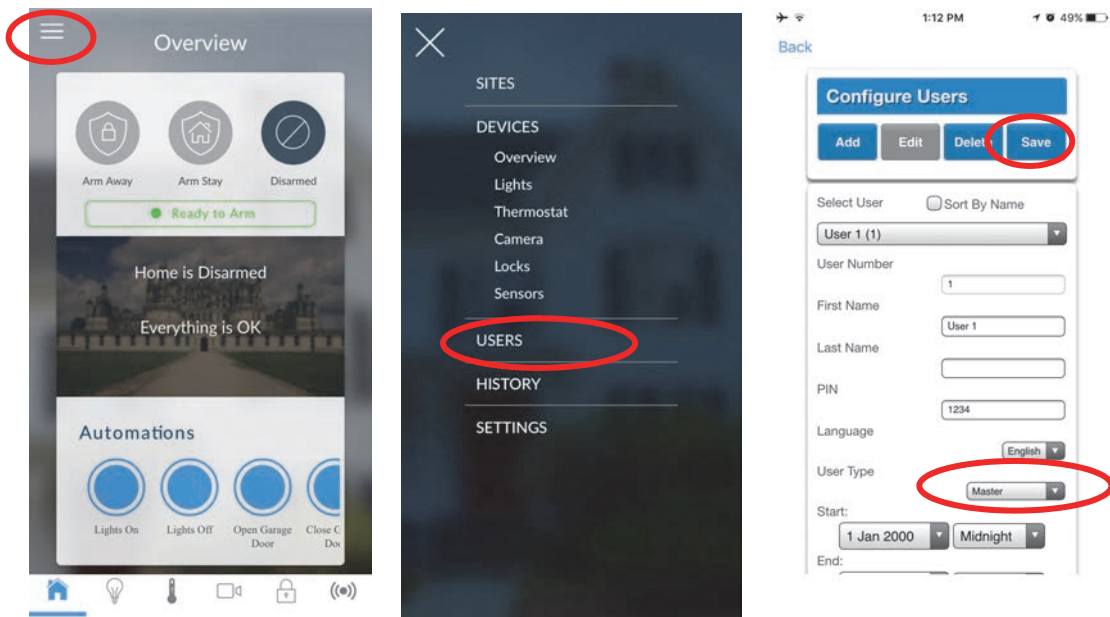 Overview
Arm Away
Arm Stay
Disarmed
Ready to Arm
Home is Disarmed
Everything is OK
Automations
Lights On
Lights Off
Open Garage
Door
Close
SITES
DEVICES
Overview
Lights
Thermostat
Camera
Locks
Sensors
USERS
HISTORY
SETTINGS
1:12 PM
49%
Back
Configure Users
Add
Edit
Delete
Save
Select User
Sort By Name
User 1 (1)
User Number
1
First Name
User 1
Last Name
PIN
1234
Language
English
User Type
Master
Start:
1 Jan 2000
Midnight
End: